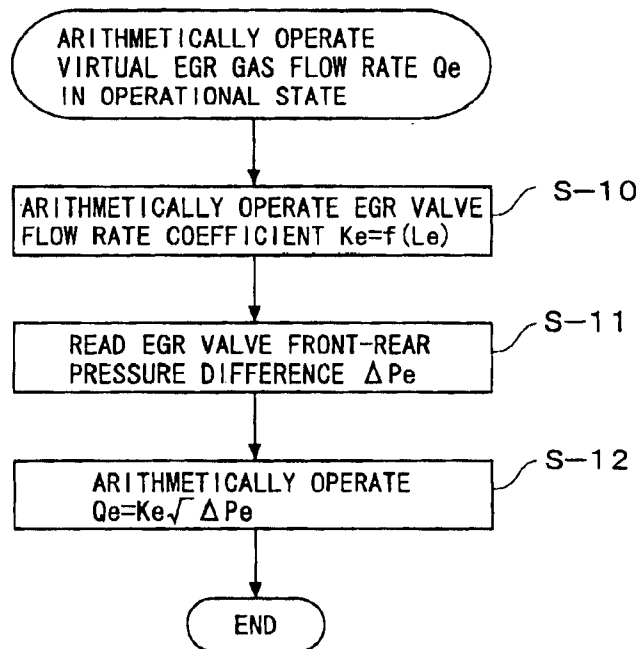 ARITHMETICALLY OPERATE
VIRTUAL EGR GAS FLOW RATE Qe
IN OPERATIONAL STATE
S-10
ARITHMETICALLY OPERATE EGR VALVE
FLOW RATE COEFFICIENT Ke=f(Le)
S-11
READ EGR VALVE FRONT-REAR
PRESSURE DIFFERENCE ΔPe
S-12
ARITHMETICALLY OPERATE
Qe=Ke√ΔPe
END